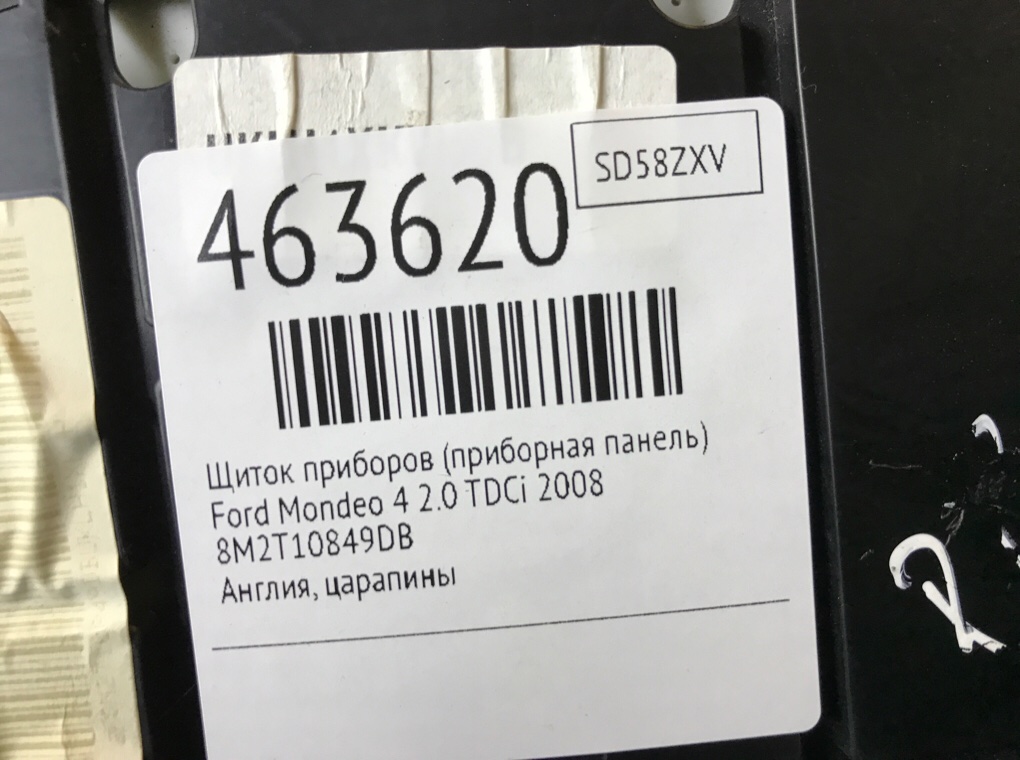 SD58ZXV
463620
Щиток приборов (приборная панель)
Ford Mondeo 4 2.0 TDCi 2008
8M2T10849DB
Англия, царапины